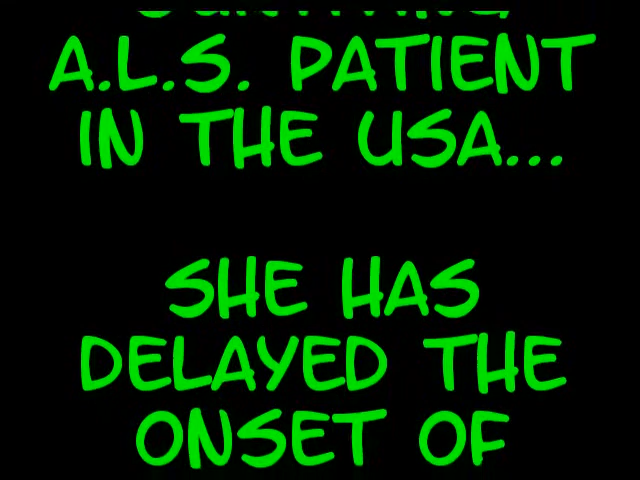 A.L.S. PATIENT
IN THE USA...
SHE HAS
DELAYED THE
ONSET OF